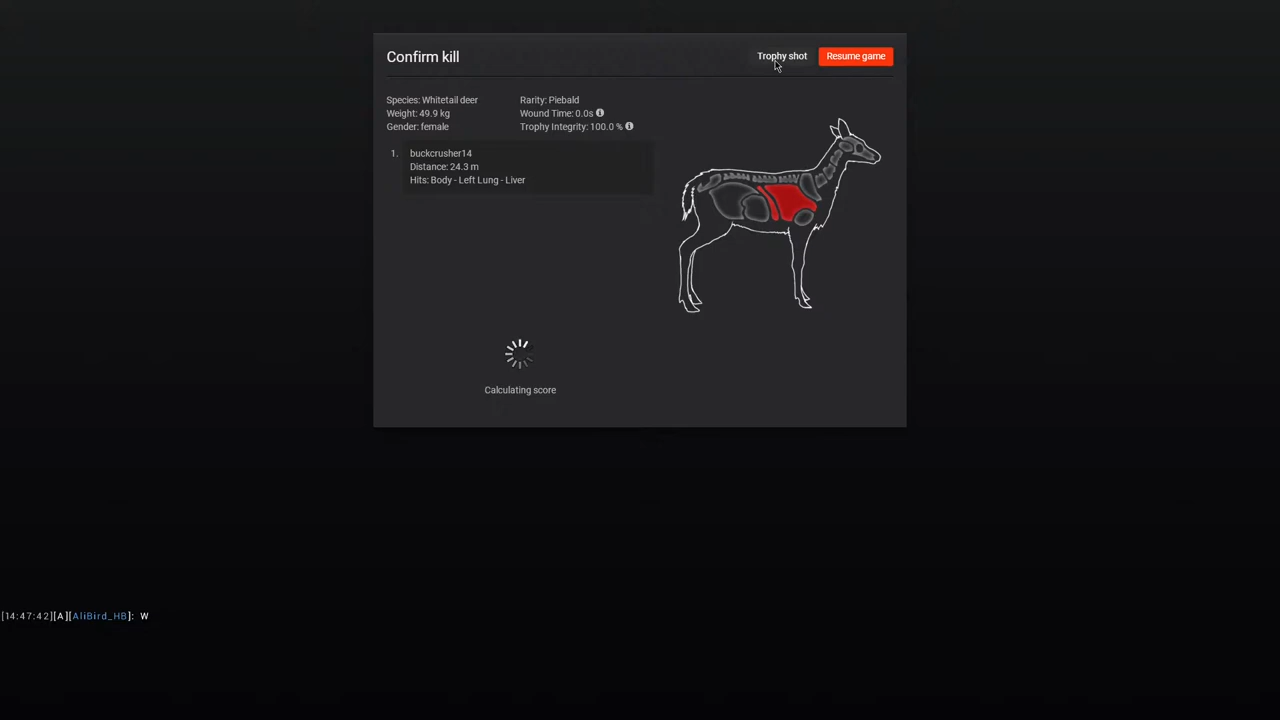 Confirm kill
Trophy shot
Resume game
Species: Whitetail deer
Weight: 49.9 kg
Gender: female
Rarity: Piebald
Wound Time: 0.0s
Trophy Integrity: 100.0 %
1. buckcrusher14
Distance: 24.3 m
Hits: Body - Left Lung - Liver
Calculating score
[14:47:42][A][AliBird_HB]: W